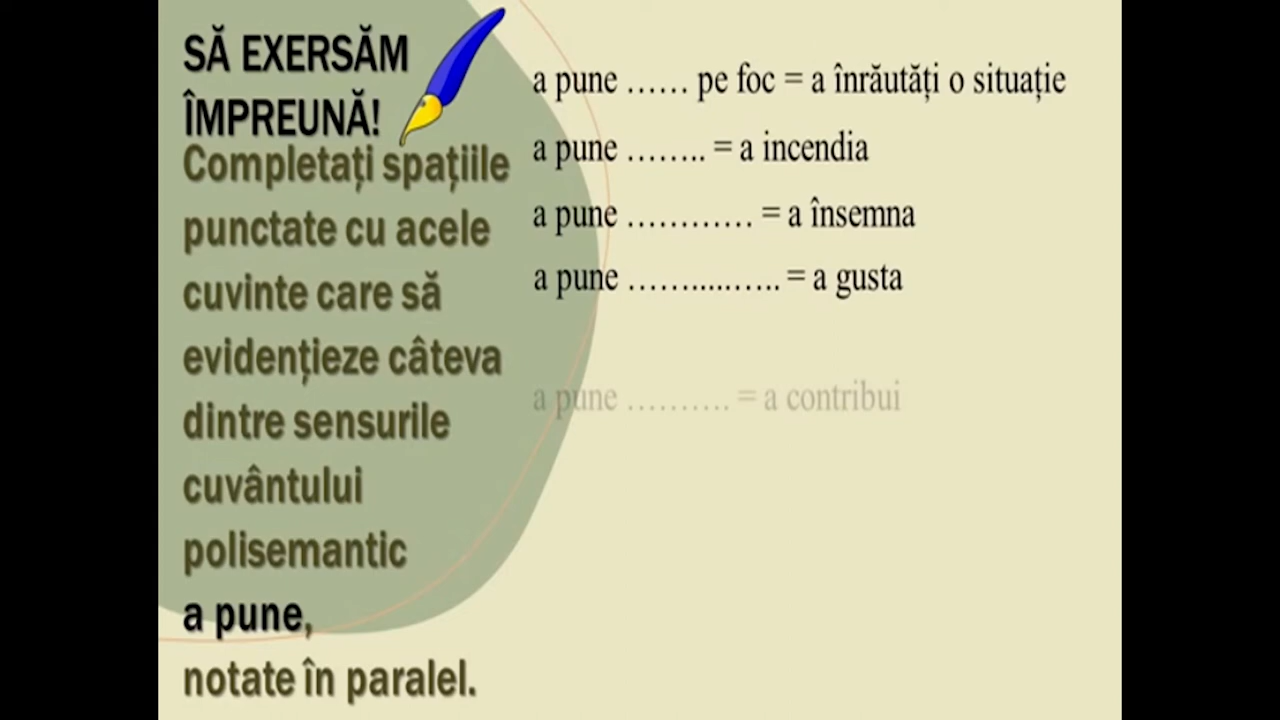 SĂ EXERSĂM
ÎMPREUNĂ!
Completați spațiile
punctate cu acele
cuvinte care să
evidențieze câteva
dintre sensurile
cuvântului
polisemantic
a pune,
notate în paralel.
a pune …… pe foc = a înrăutăți o situație
a pune …….. = a incendia
a pune ………… = a însemna
a pune ……......….. = a gusta
a pune ………. = a contribui